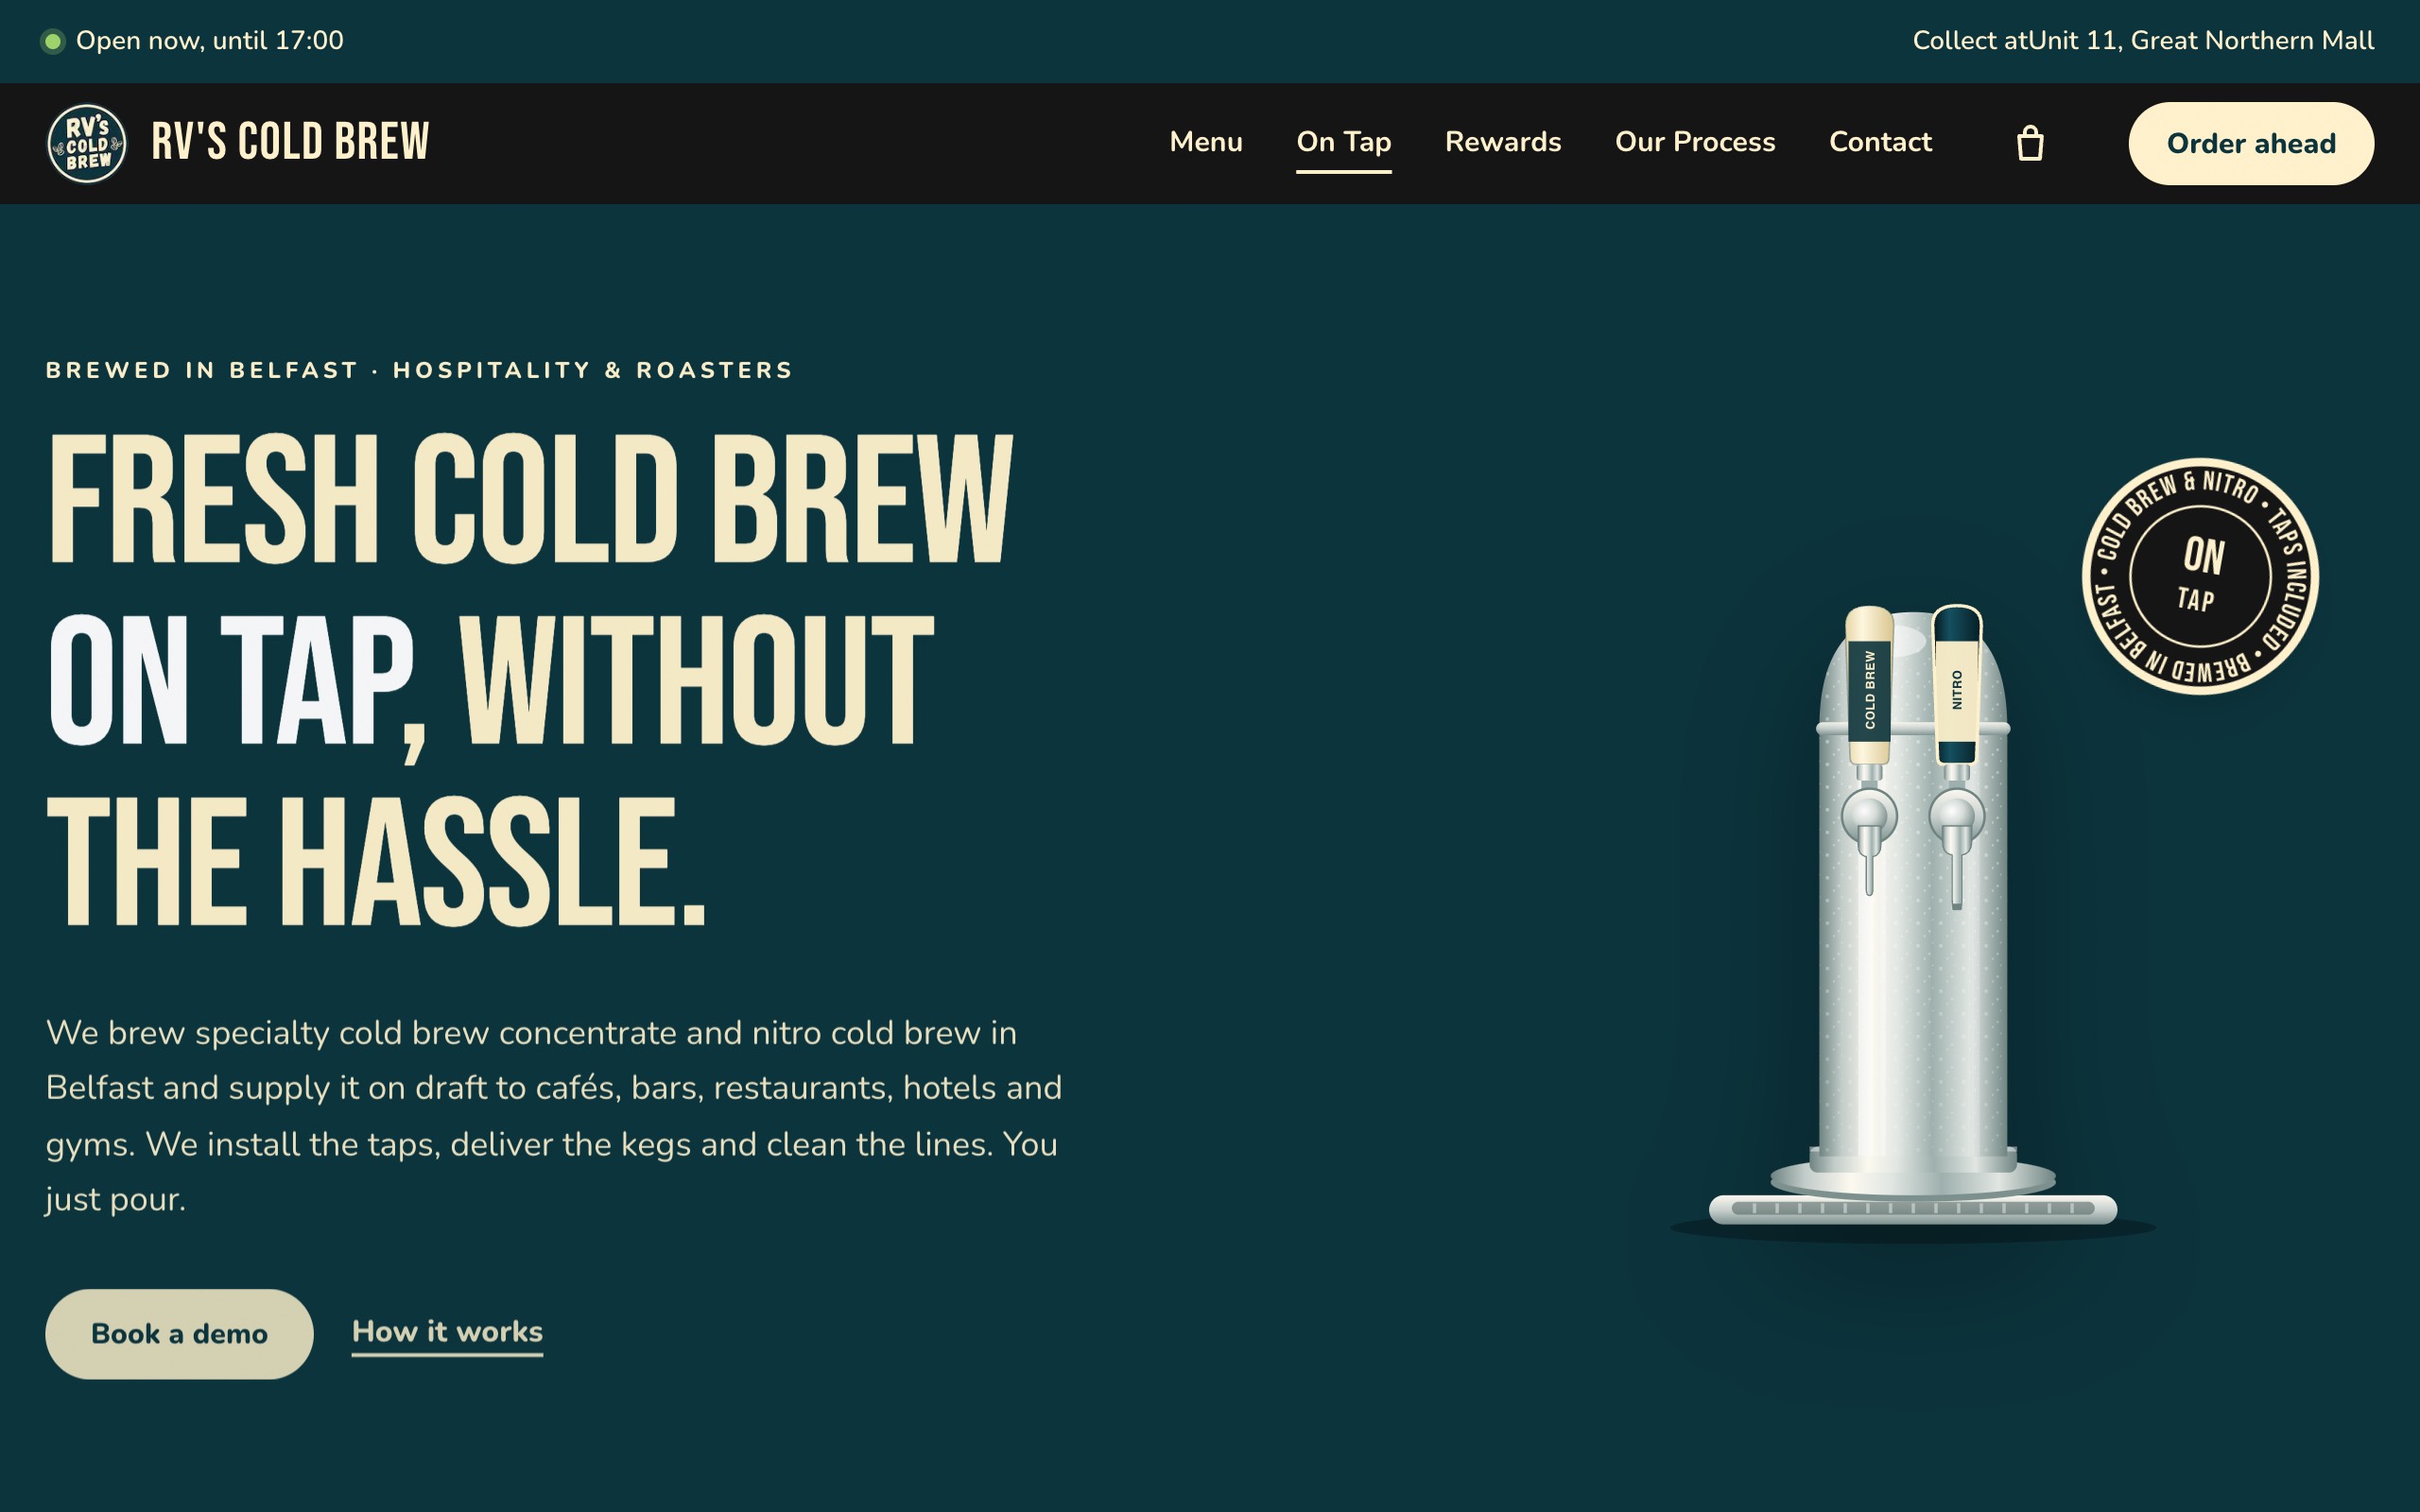 Open now, until 17:00
Collect atUnit 11, Great Northern Mall
RV's
COLD
BREW
RV'S COLD BREW
Menu
On Tap
Rewards
Our Process
Contact
Order ahead
BREWED IN BELFAST · HOSPITALITY & ROASTERS
FRESH COLD BREW
ON TAP, WITHOUT
THE HASSLE.
We brew specialty cold brew concentrate and nitro cold brew in
Belfast and supply it on draft to cafés, bars, restaurants, hotels and
gyms. We install the taps, deliver the kegs and clean the lines. You
just pour.
Book a demo
How it works
COLD BREW
NITRO
COLD BREW & NITRO • TAPS INCLUDED • BREWED IN BELFAST •
ON
TAP